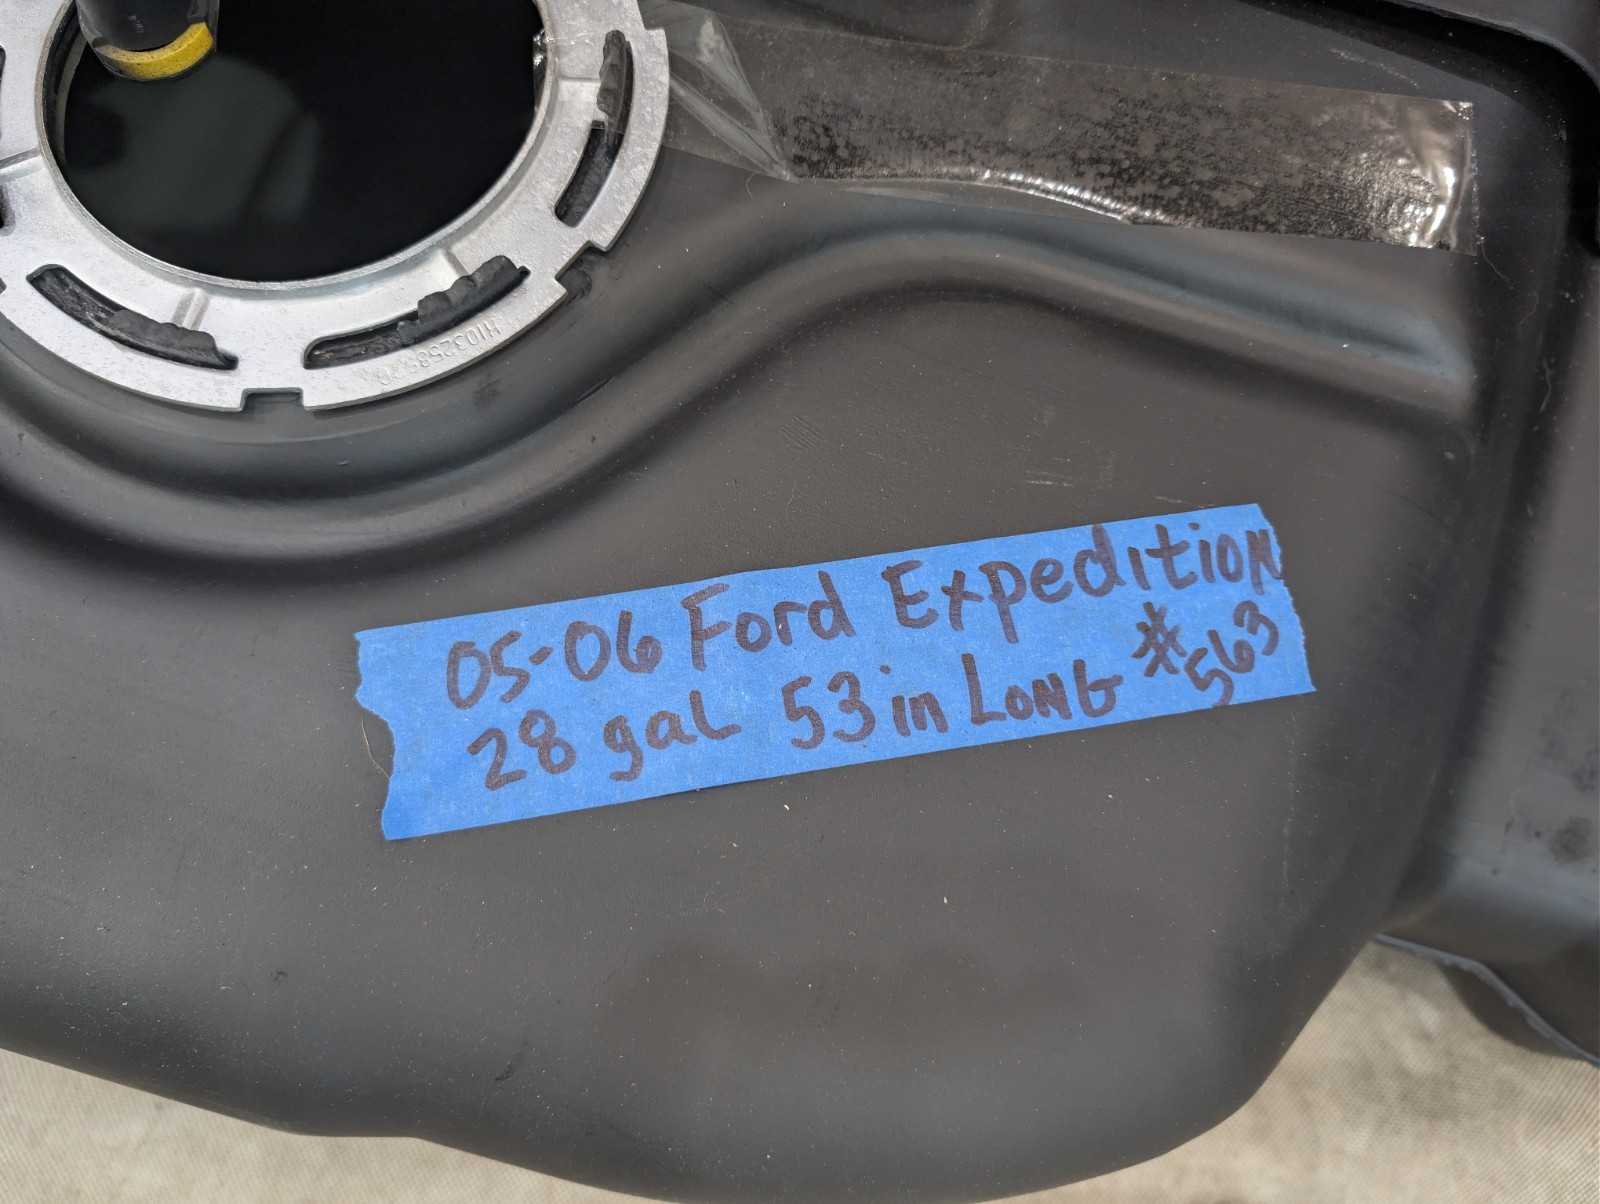 05-06 Ford Expedition
28 gal 53 in LONG #563